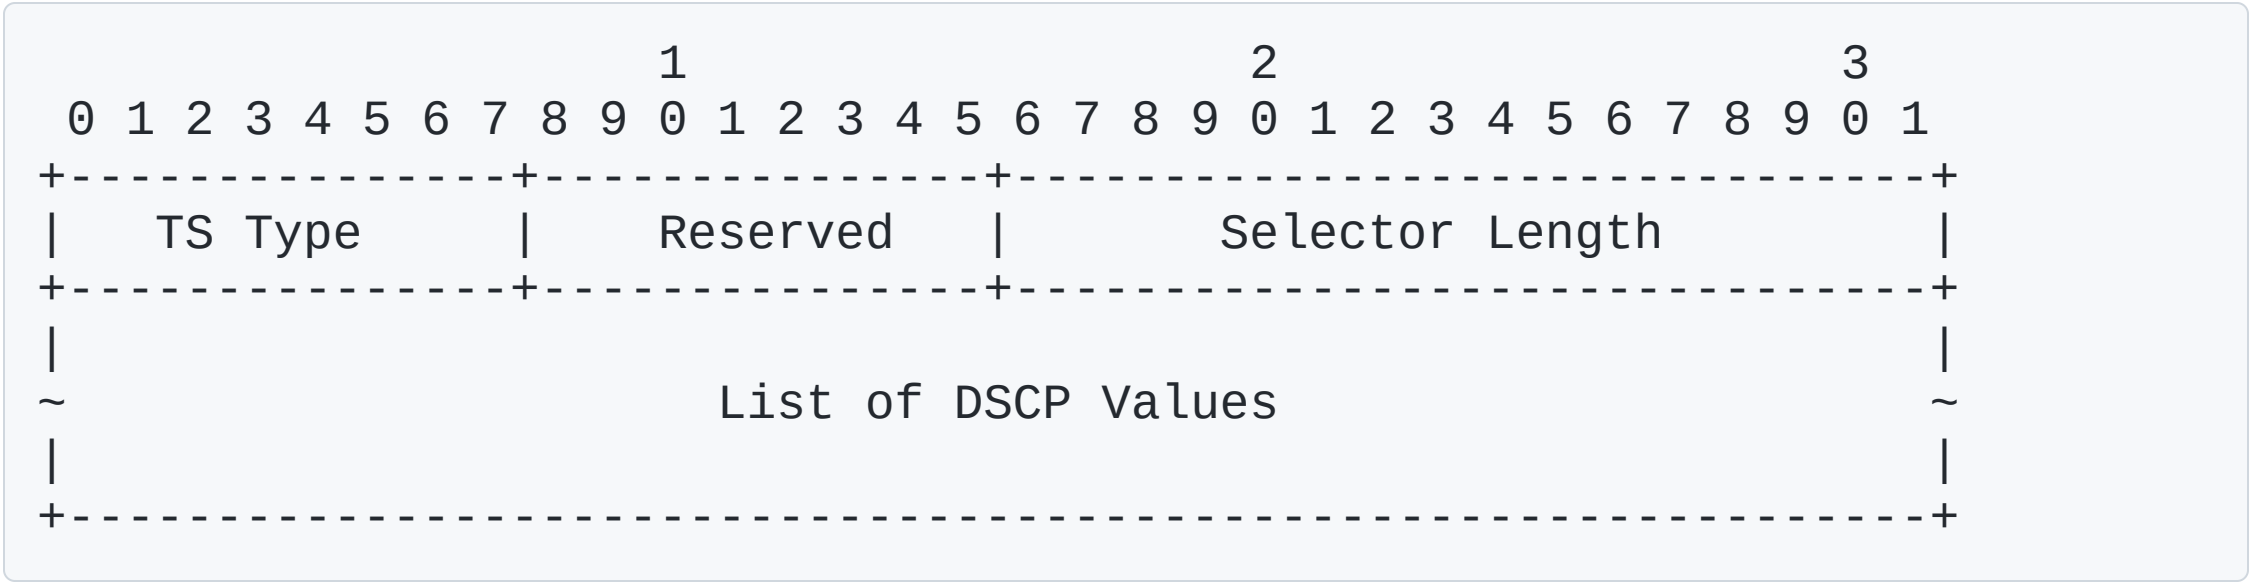 1                   2                   3
 0 1 2 3 4 5 6 7 8 9 0 1 2 3 4 5 6 7 8 9 0 1 2 3 4 5 6 7 8 9 0 1
+---------------+---------------+-------------------------------+
|   TS Type     |    Reserved   |       Selector Length         |
+---------------+---------------+-------------------------------+
|                                                               |
~                      List of DSCP Values                      ~
|                                                               |
+---------------------------------------------------------------+